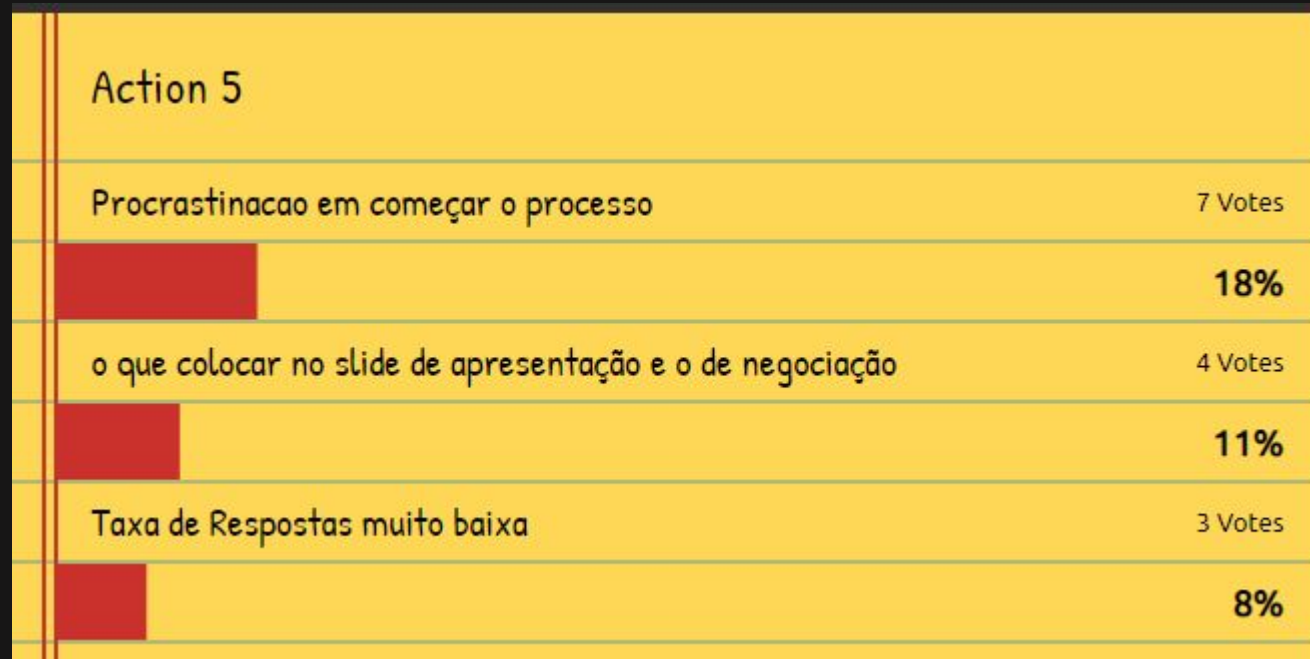 Action 5
Procrastinacao em começar o processo
7 Votes
18%
o que colocar no slide de apresentação e o de negociação
4 Votes
11%
Taxa de Respostas muito baixa
3 Votes
8%